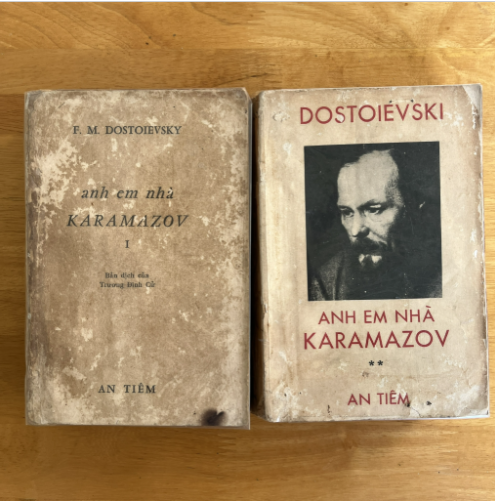 F. M. DOSTOIEVSKY
anh em nhà
KARAMAZOV
I
Bản dịch của
Trương Đình Cử
AN TIÊM
DOSTOIÉVSKI
ANH EM NHÀ
KARAMAZOV
**
AN TIÊM